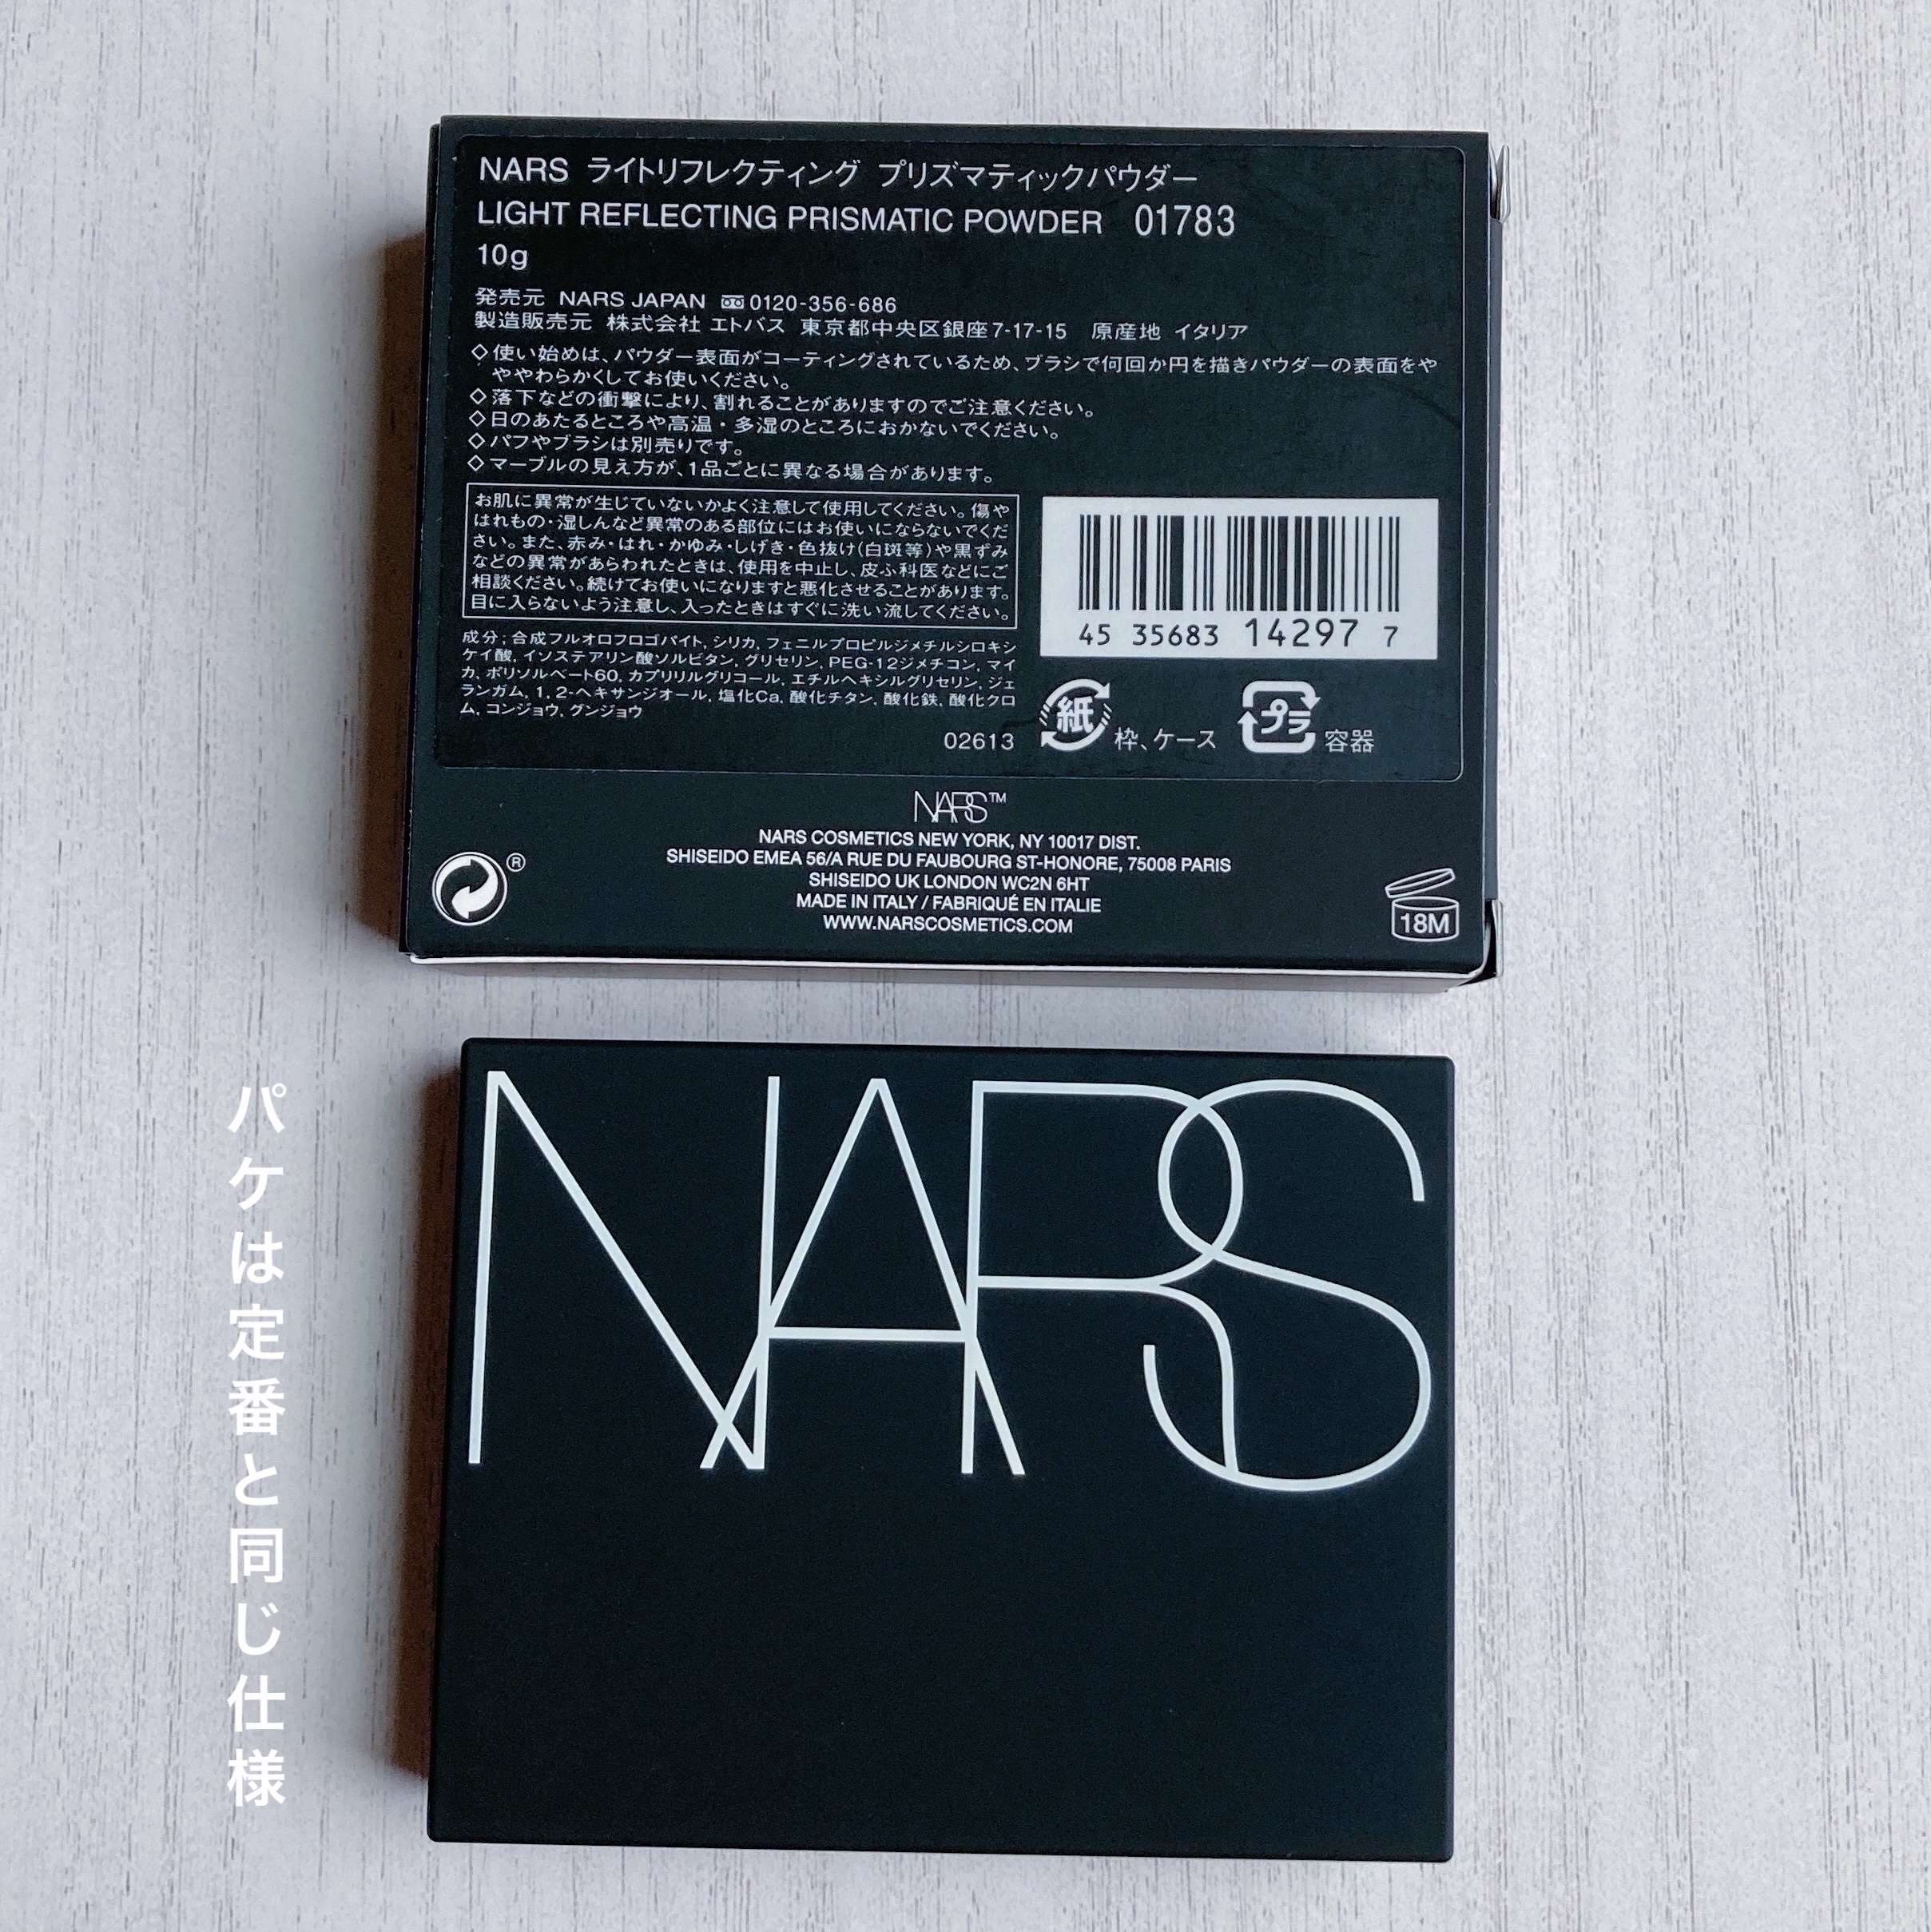 NARS ライトリフレクティング プリズマティックパウダー
LIGHT REFLECTING PRISMATIC POWDER 01783
10g
発売元 NARS JAPAN 0120-356-686
製造販売元 株式会社 エトバス 東京都中央区銀座7-17-15 原産地 イタリア
◇使い始めは、パウダー表面がコーティングされているため、ブラシで何回か円を描きパウダーの表面をや
ややわらかくしてお使いください。
◇落下などの衝撃により、割れることがありますのでご注意ください。
◇日のあたるところや高温・多湿のところにおかないでください。
◇パフやブラシは別売りです。
◇マーブルの見え方が、1品ごとに異なる場合があります。
お肌に異常が生じていないかよく注意して使用してください。傷や
はれもの・湿しんなど異常のある部位にはお使いにならないでくだ
さい。また、赤み・はれ・かゆみ・しげき・色抜け(白斑等)や黒ずみ
などの異常があらわれたときは、使用を中止し、皮ふ科医などにご
相談ください。続けてお使いになりますと悪化させることがあります。
目に入らないよう注意し、入ったときはすぐに洗い流してください。
成分;合成フルオロフロゴパイト, シリカ, フェニルプロピルジメチルシロキシ
ケイ酸, イソステアリン酸ソルビタン, グリセリン, PEG-12ジメチコン, マイ
カ, ポリソルベート60, カプリリルグリコール, エチルヘキシルグリセリン, ジェ
ランガム, 1, 2-ヘキサンジオール, 塩化Ca, 酸化チタン, 酸化鉄, 酸化クロ
ム, コンジョウ, グンジョウ
02613
45 35683 14297 7
紙 枠、ケース プラ 容器
NARS™
NARS COSMETICS NEW YORK, NY 10017 DIST.
SHISEIDO EMEA 56/A RUE DU FAUBOURG ST-HONORE, 75008 PARIS
SHISEIDO UK LONDON WC2N 6HT
MADE IN ITALY / FABRIQUÉ EN ITALIE
WWW.NARSCOSMETICS.COM
®
18M
NARS
パケは定番と同じ仕様